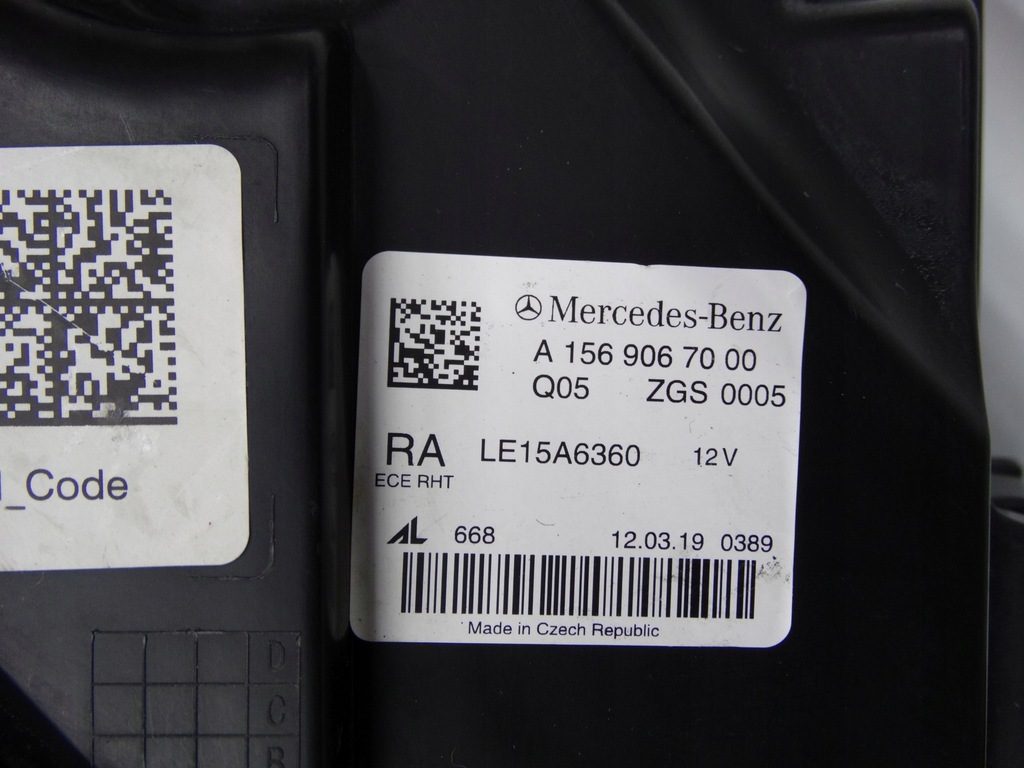 _Code
Mercedes-Benz
A 156 906 70 00
Q05 ZGS 0005
RA LE15A6360 12V
ECE RHT
AL 668 12.03.19 0389
Made in Czech Republic
D
C
B